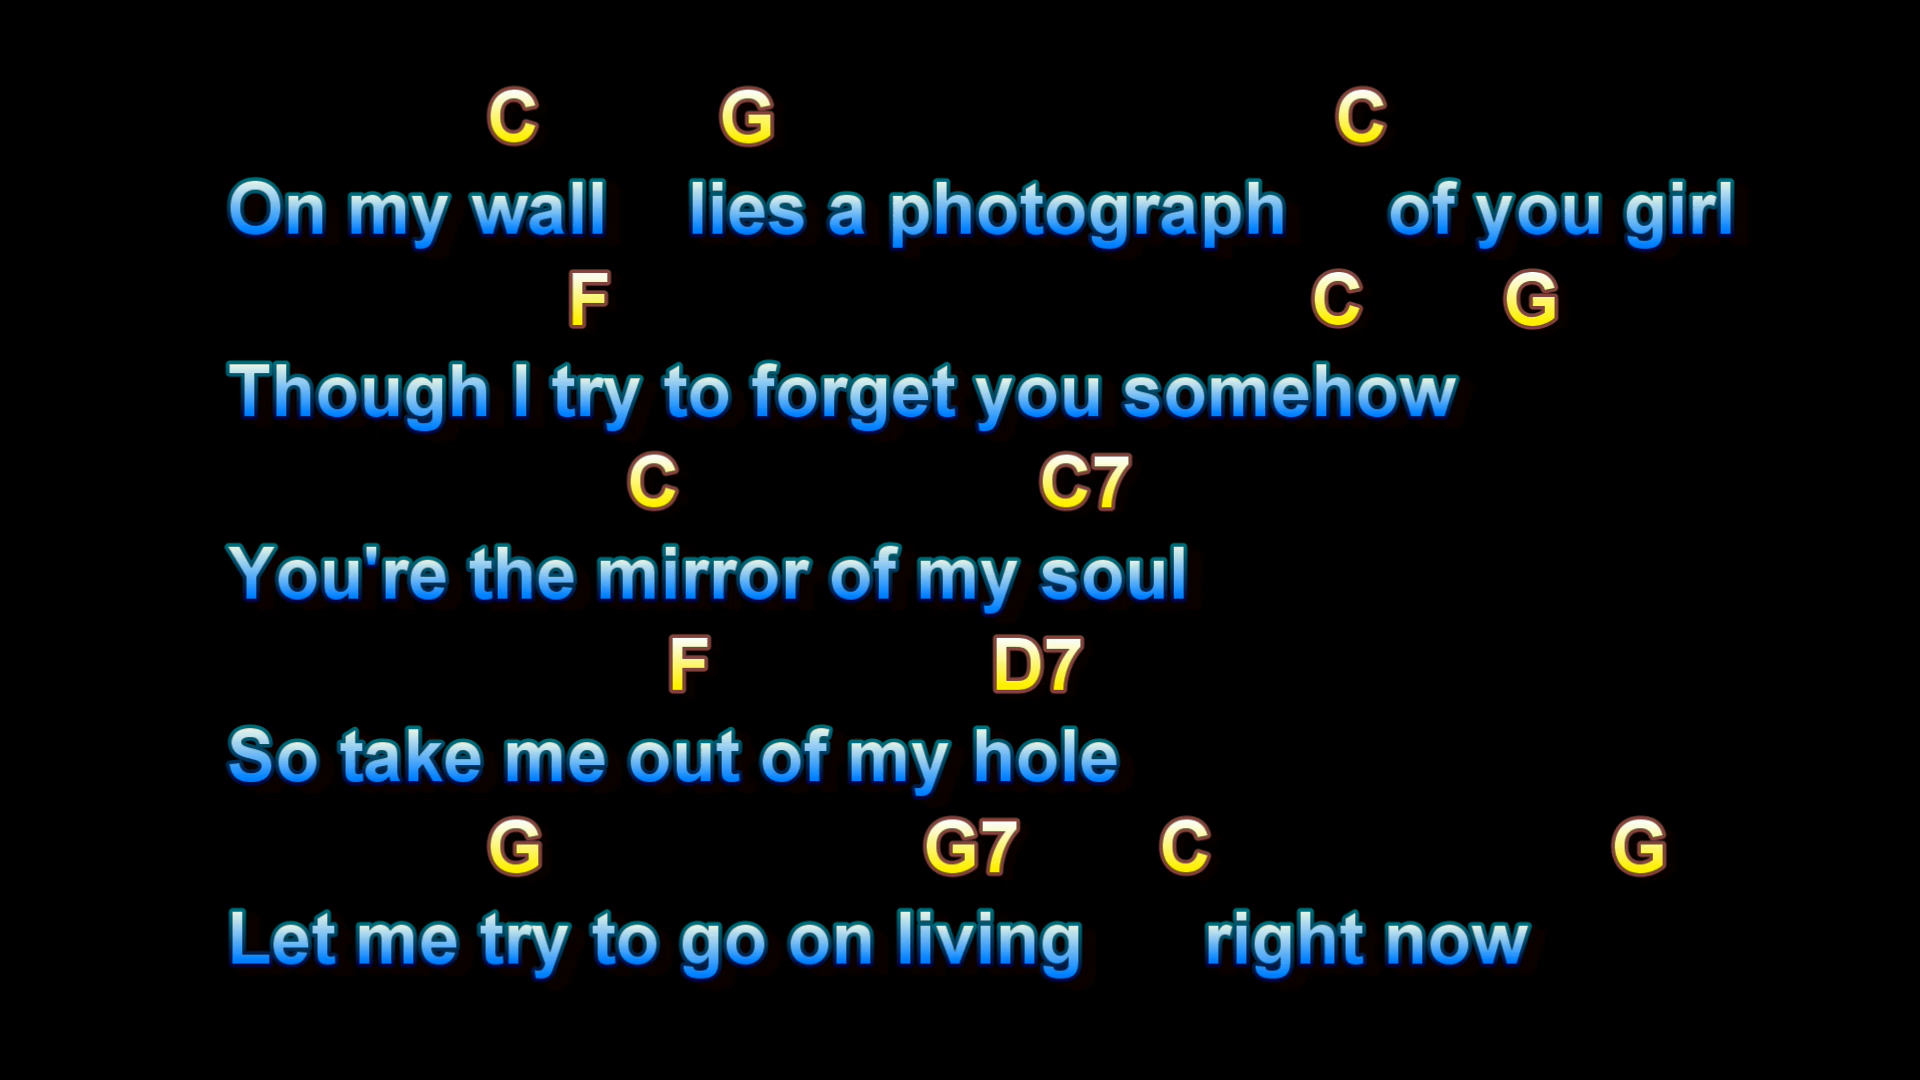 C G C
On my wall lies a photograph of you girl
F C G
Though I try to forget you somehow
C C7
You're the mirror of my soul
F D7
So take me out of my hole
G G7 C G
Let me try to go on living right now